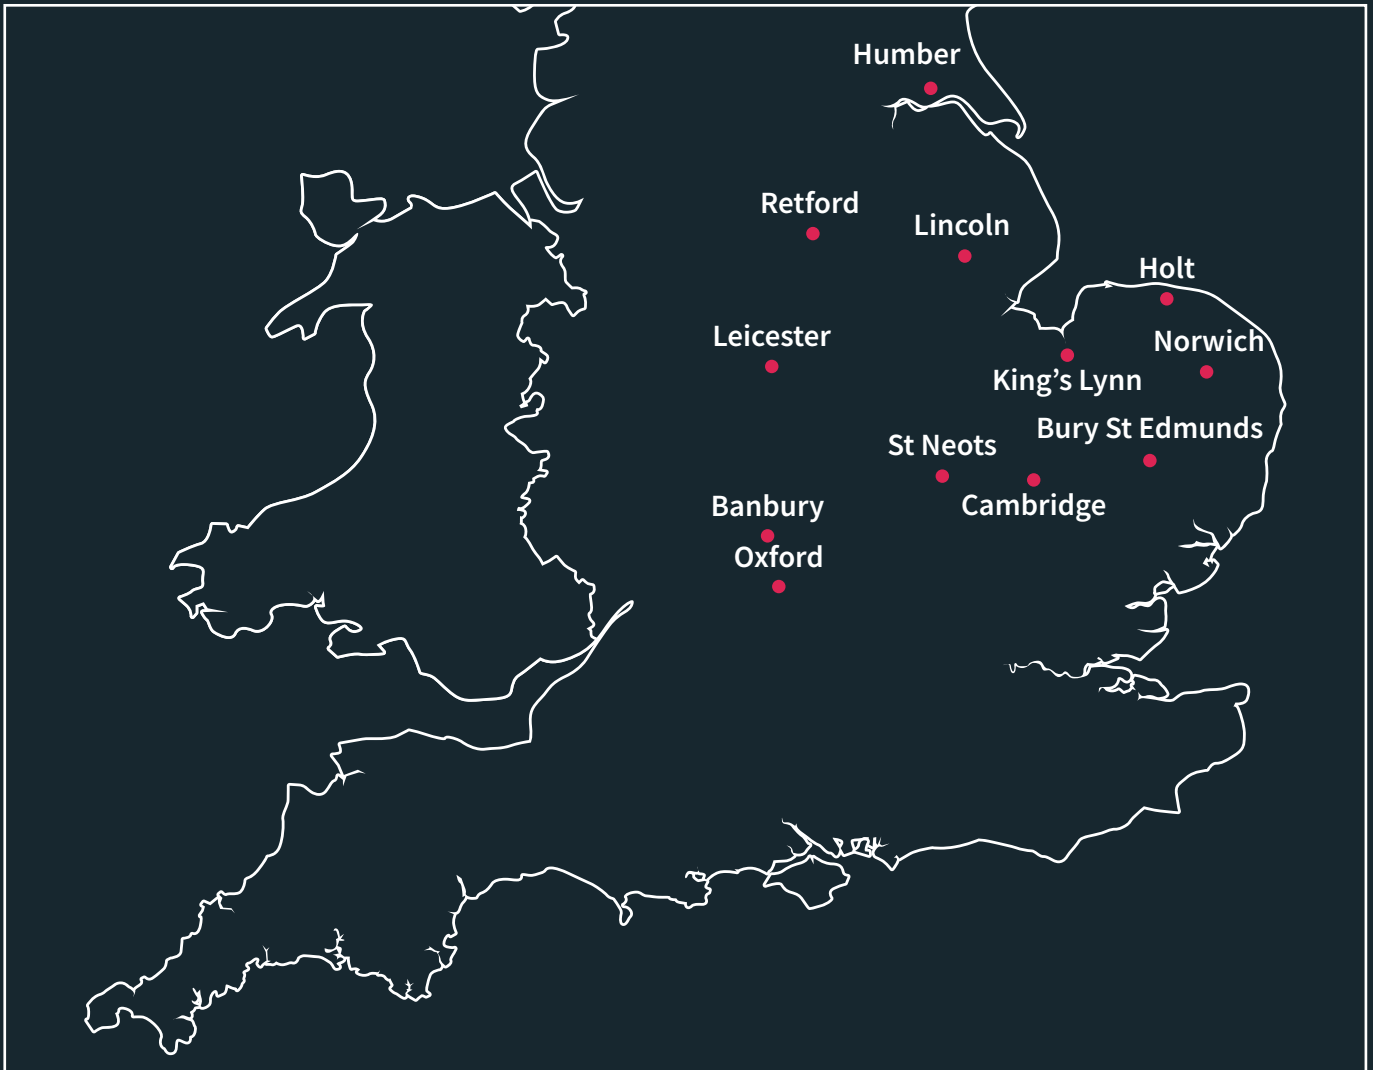 Humber
Retford
Lincoln
Holt
Leicester
Norwich
King’s Lynn
Bury St Edmunds
St Neots
Cambridge
Banbury
Oxford